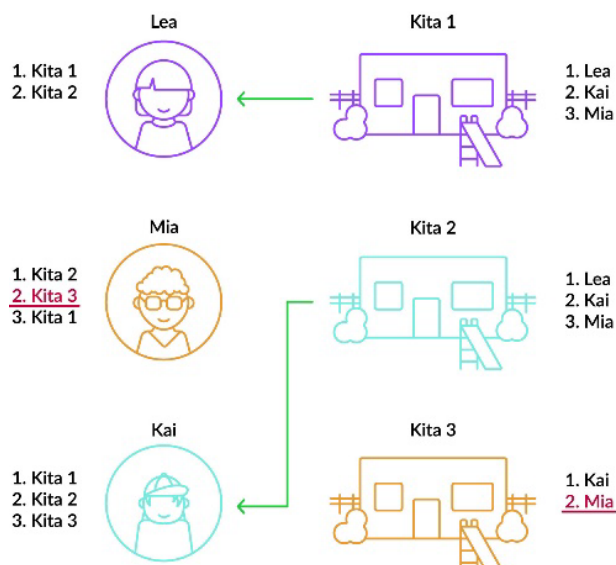 Lea
Kita 1
1. Kita 1
2. Kita 2
1. Lea
2. Kai
3. Mia
Mia
Kita 2
1. Kita 2
2. Kita 3
3. Kita 1
1. Lea
2. Kai
3. Mia
Kai
Kita 3
1. Kita 1
2. Kita 2
3. Kita 3
1. Kai
2. Mia